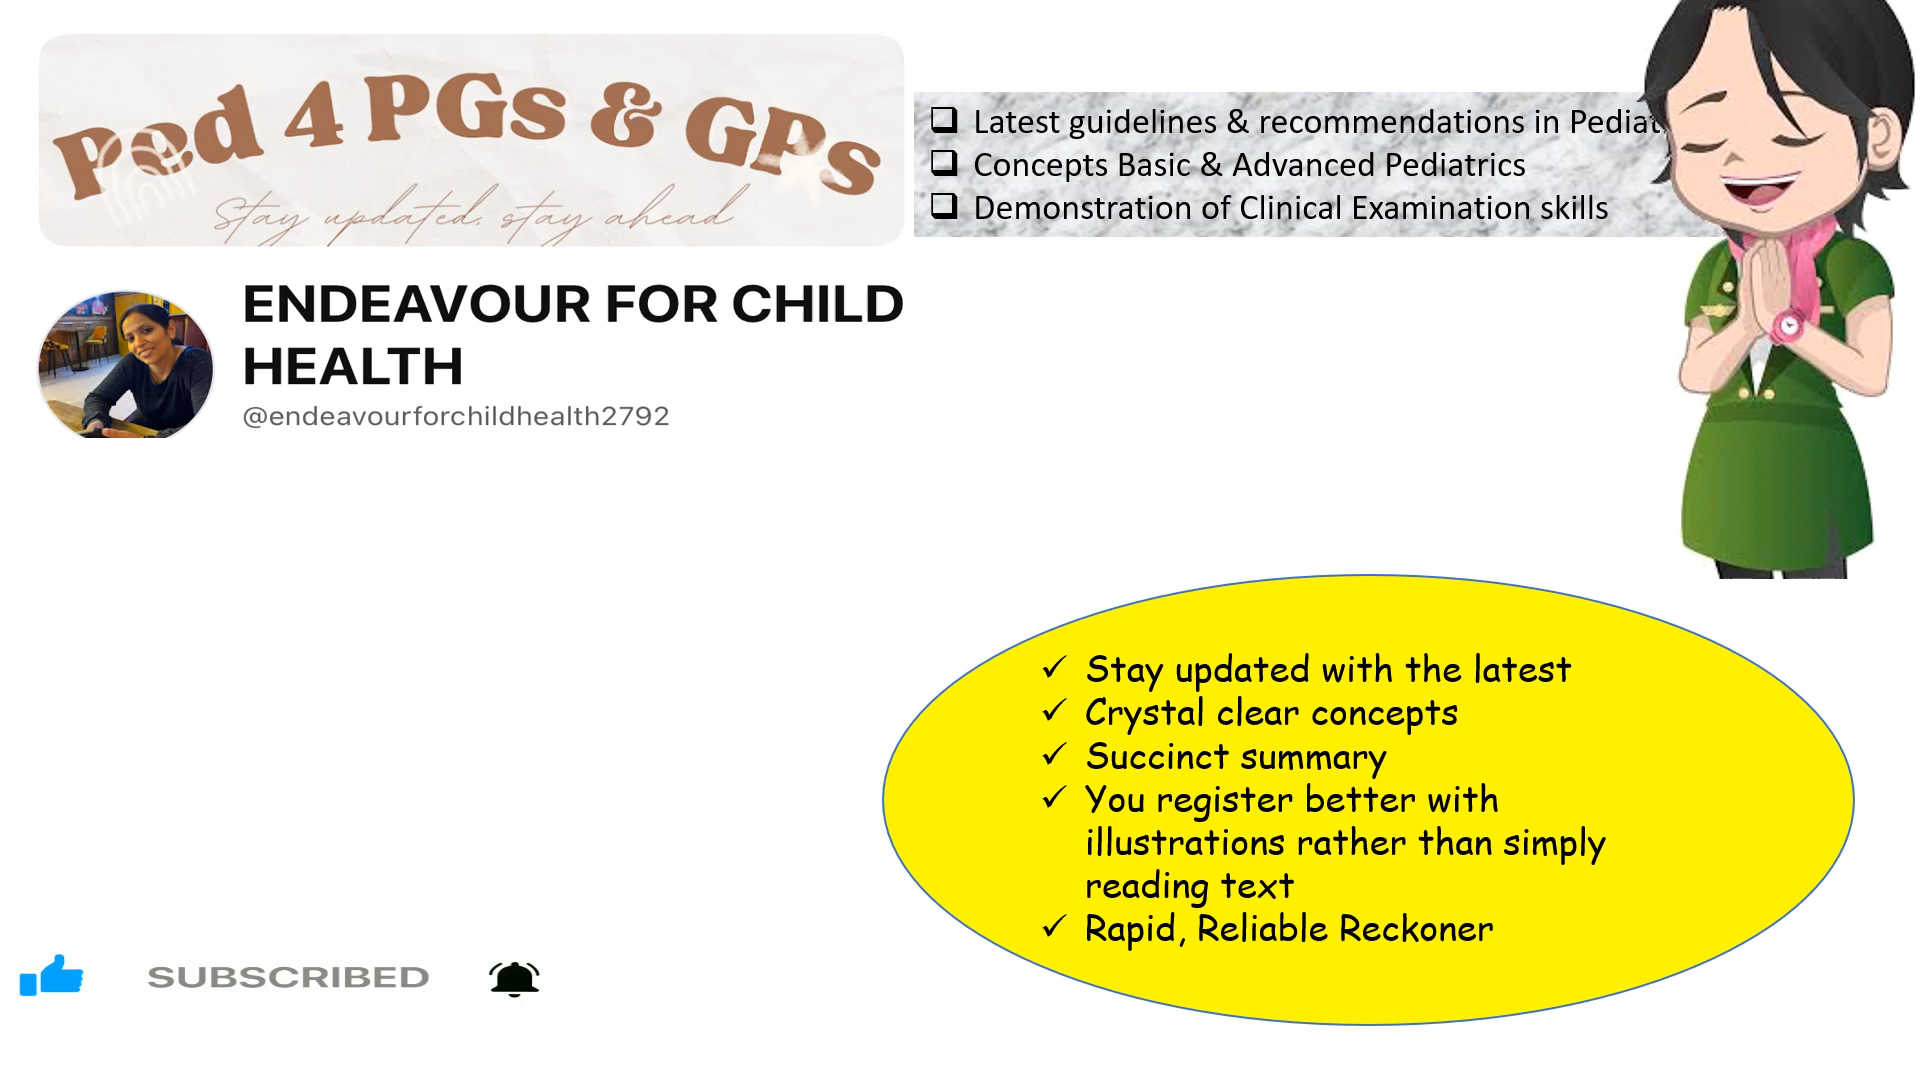 Ped 4 PGs & GPs
Stay updated, stay ahead
Latest guidelines & recommendations in
Concepts Basic & Advanced Pediatrics
Demonstration of Clinical Examination skills
ENDEAVOUR FOR CHILD
HEALTH
@endeavourforchildhealth2792
✓ Stay updated with the latest
✓ Crystal clear concepts
✓ Succinct summary
✓ You register better with
illustrations rather than simply
reading text
✓ Rapid, Reliable Reckoner
SUBSCRIBED